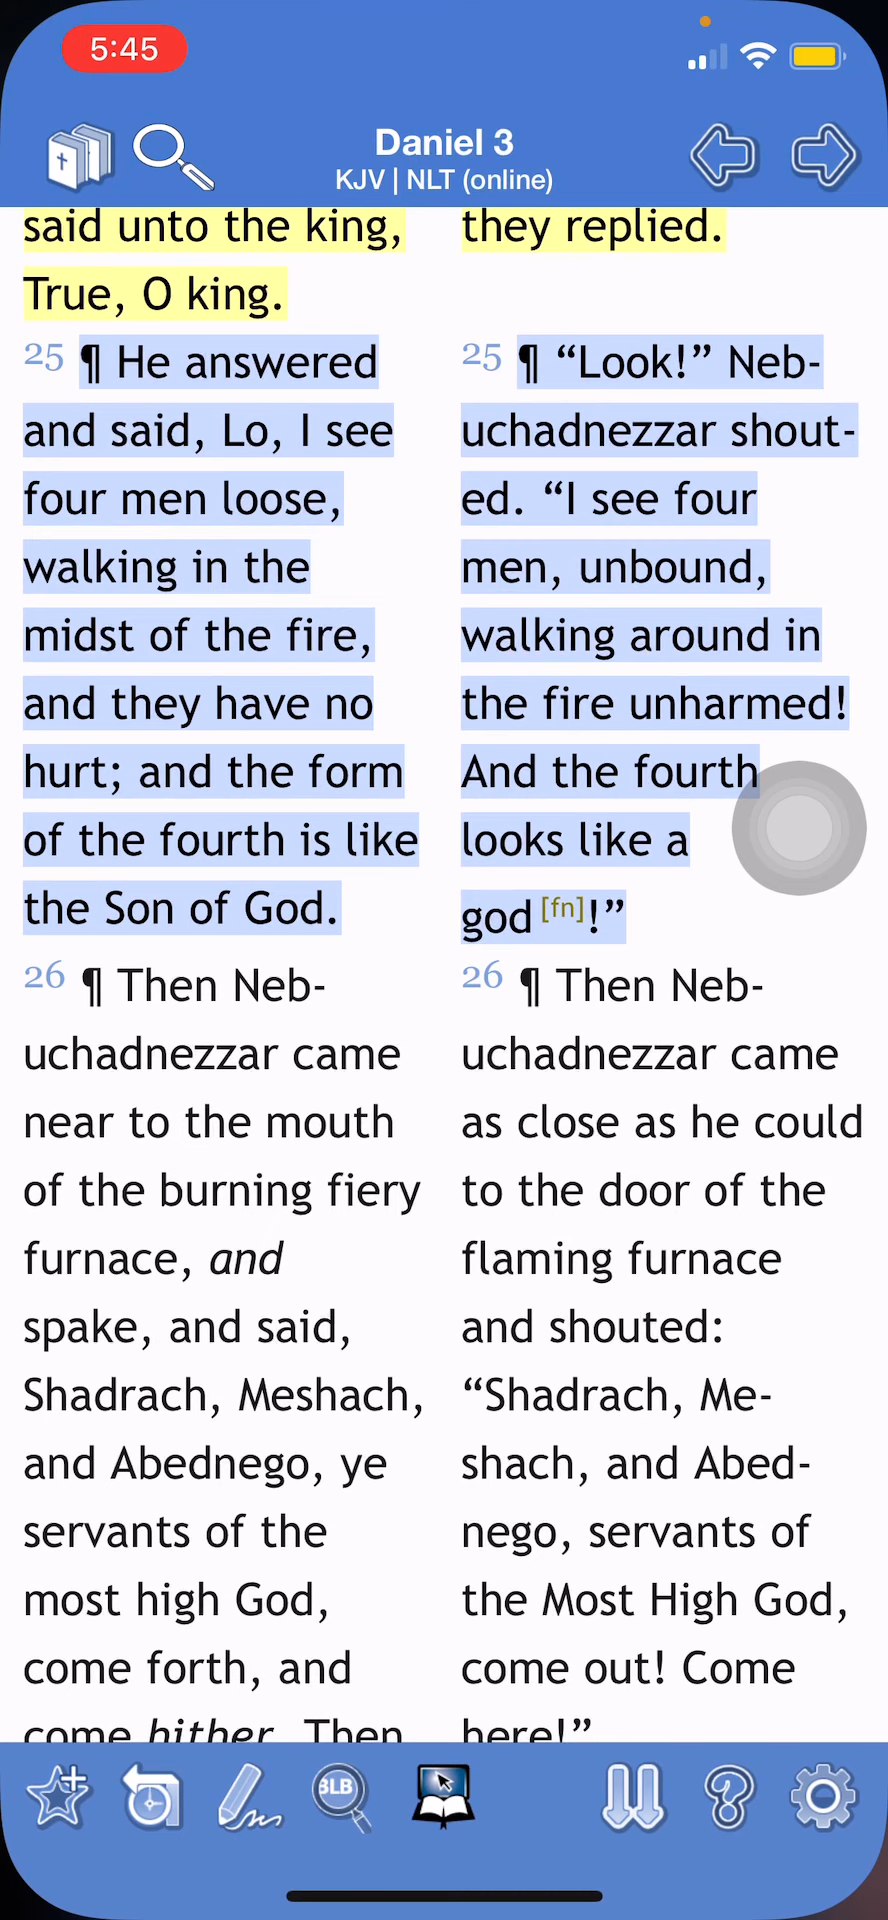 5:45
Daniel 3
KJV | NLT (online)
said unto the king,
True, O king.
25 ¶ He answered
and said, Lo, I see
four men loose,
walking in the
midst of the fire,
and they have no
hurt; and the form
of the fourth is like
the Son of God.
26 ¶ Then Neb-
uchadnezzar came
near to the mouth
of the burning fiery
furnace, and
spake, and said,
Shadrach, Meshach,
and Abednego, ye
servants of the
most high God,
come forth, and
come hither. Then
they replied.
25 ¶ “Look!” Neb-
uchadnezzar shout-
ed. “I see four
men, unbound,
walking around in
the fire unharmed!
And the fourth
looks like a
god [fn]!”
26 ¶ Then Neb-
uchadnezzar came
as close as he could
to the door of the
flaming furnace
and shouted:
“Shadrach, Me-
shach, and Abed-
nego, servants of
the Most High God,
come out! Come
here!”
BLB